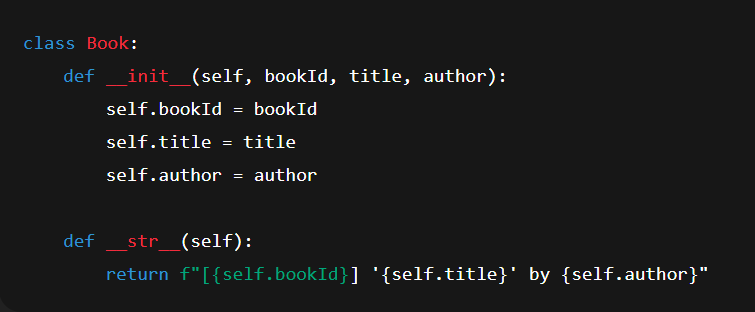 class Book:
    def __init__(self, bookId, title, author):
        self.bookId = bookId
        self.title = title
        self.author = author

    def __str__(self):
        return f"[{self.bookId}] '{self.title}' by {self.author}"